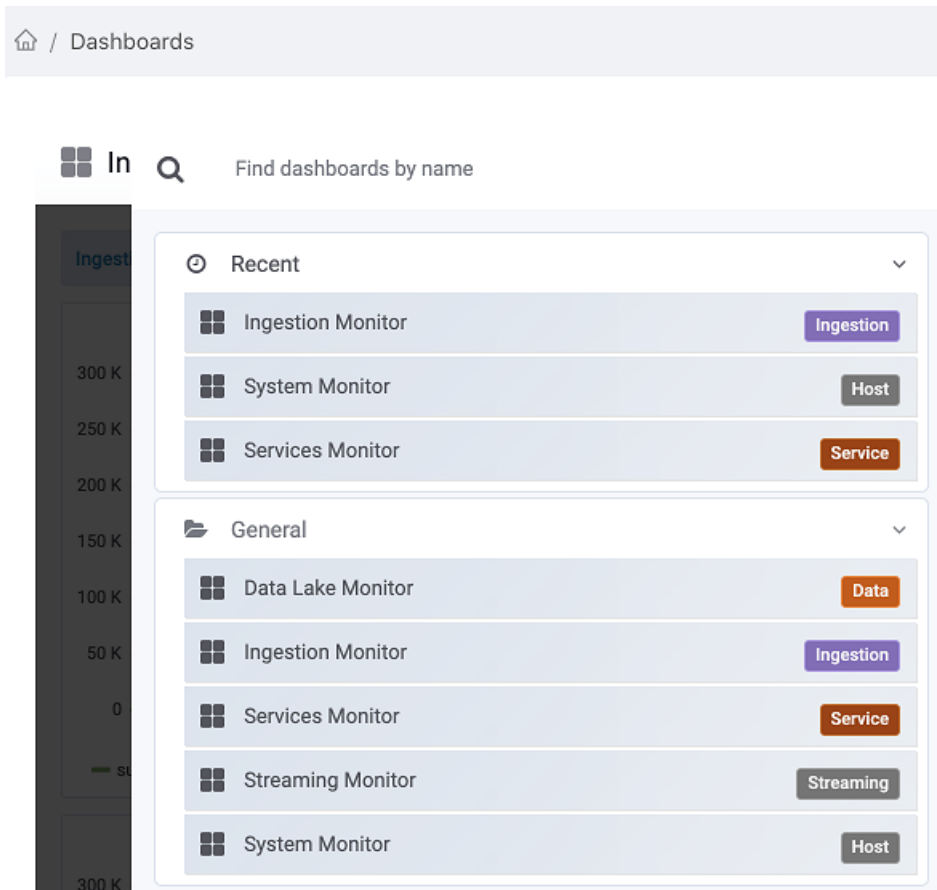 / Dashboards
In
Find dashboards by name
Recent
Ingestion Monitor Ingestion
System Monitor Host
Services Monitor Service
General
Data Lake Monitor Data
Ingestion Monitor Ingestion
Services Monitor Service
Streaming Monitor Streaming
System Monitor Host
Ingesti
300 K
250 K
200 K
150 K
100 K
50 K
0
su
300 K